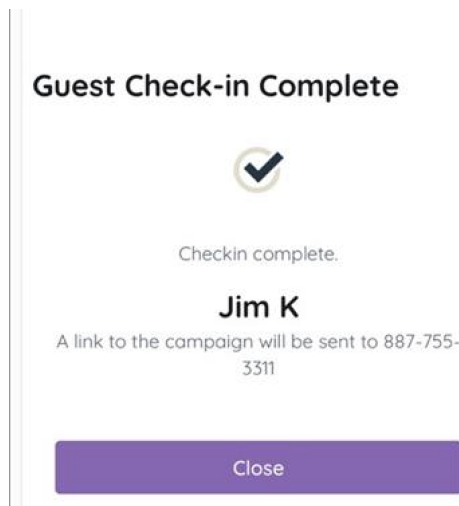 Guest Check-in Complete
Checkin complete.
Jim K
A link to the campaign will be sent to 887-755-
3311
Close